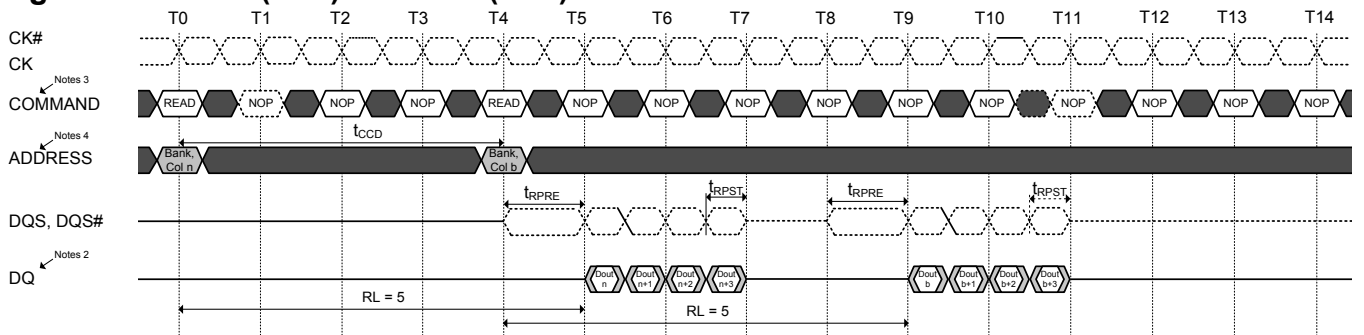 T0 T1 T2 T3 T4 T5 T6 T7 T8 T9 T10 T11 T12 T13 T14
CK#
CK
Notes 3
COMMAND READ NOP NOP NOP READ NOP NOP NOP NOP NOP NOP NOP NOP NOP NOP
tCCD
Notes 4
ADDRESS Bank, Col n Bank, Col b
tRPRE tRPST tRPRE tRPST
DQS, DQS#
Notes 2
DQ Dout n Dout n+1 Dout n+2 Dout n+3 Dout b Dout b+1 Dout b+2 Dout b+3
RL = 5
RL = 5